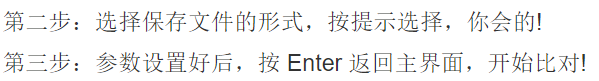 第二步：选择保存文件的形式，按提示选择，你会的!
第三步：参数设置好后，按 Enter 返回主界面，开始比对!